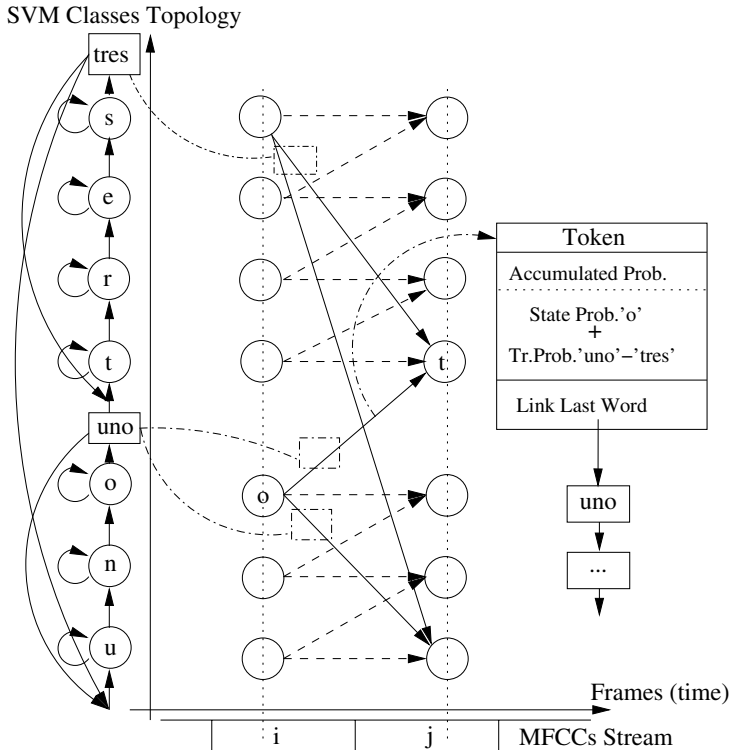 SVM Classes Topology
tres
s
e
r
t
uno
o
n
u
t
o
Token
Accumulated Prob.
State Prob.'o'
+
Tr.Prob.'uno'−'tres'
Link Last Word
uno
...
Frames (time)
i
j
MFCCs Stream